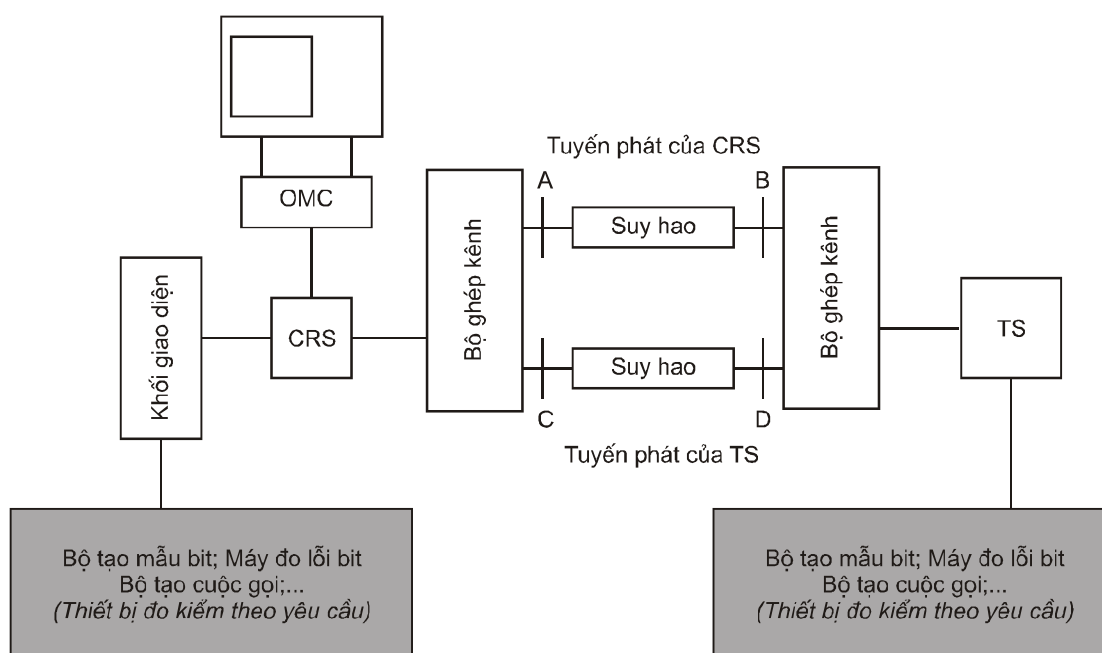 Tuyến phát của CRS
A
B
OMC
Suy hao
Bộ ghép kênh
Bộ ghép kênh
Khối giao diện
CRS
TS
Suy hao
C
D
Tuyến phát của TS
Bộ tạo mẫu bit; Máy đo lỗi bit
Bộ tạo cuộc gọi;...
(Thiết bị đo kiểm theo yêu cầu)
Bộ tạo mẫu bit; Máy đo lỗi bit
Bộ tạo cuộc gọi;...
(Thiết bị đo kiểm theo yêu cầu)